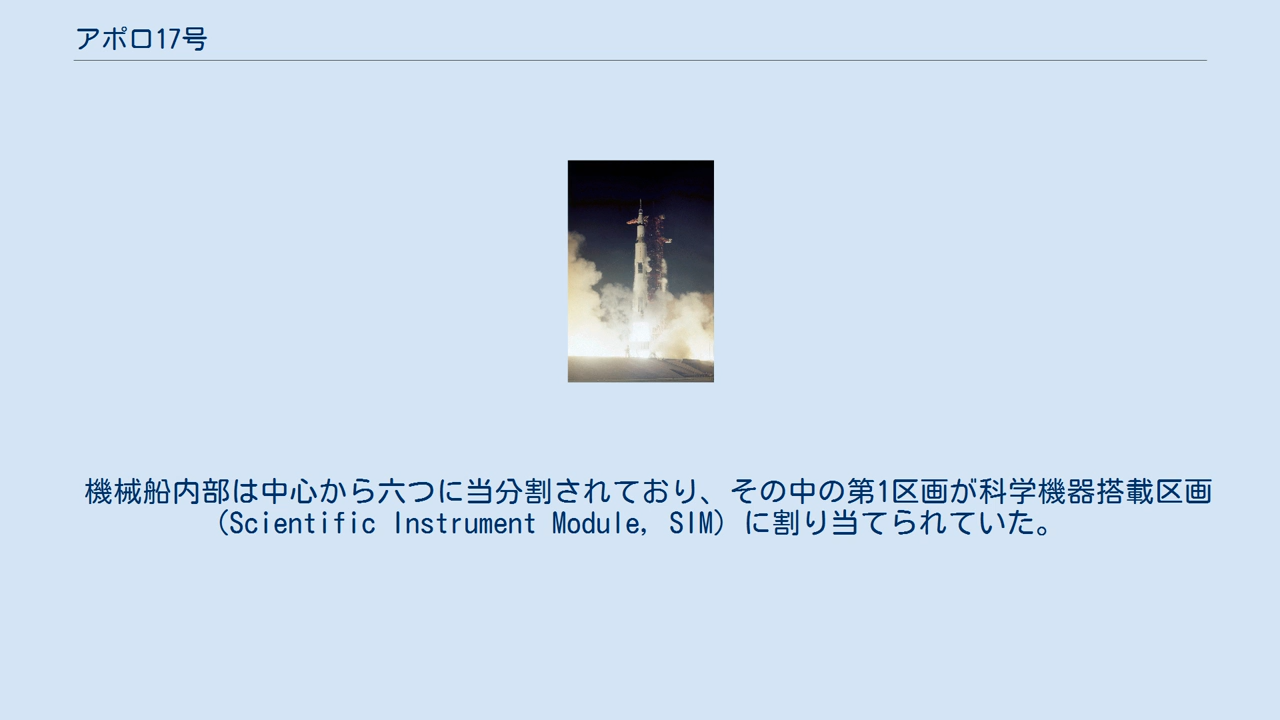 アポロ17号
機械船内部は中心から六つに当分割されており、その中の第1区画が科学機器搭載区画
(Scientific Instrument Module, SIM) に割り当てられていた。